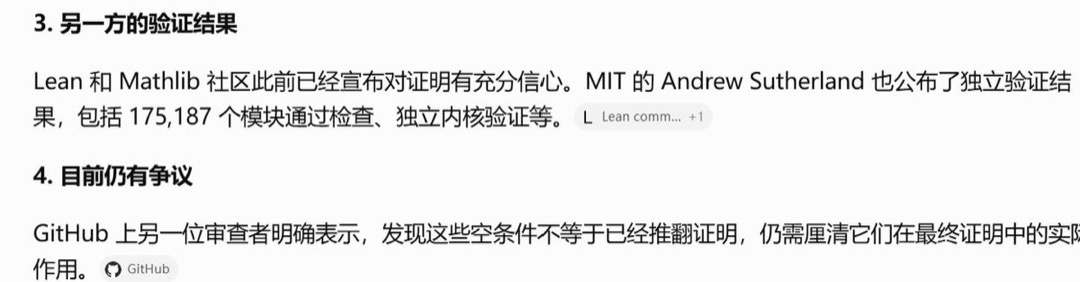 3. 另一方的验证结果
Lean 和 Mathlib 社区此前已经宣布对证明有充分信心。MIT 的 Andrew Sutherland 也公布了独立验证结
果，包括 175,187 个模块通过检查、独立内核验证等。 L Lean comm... +1
4. 目前仍有争议
GitHub 上另一位审查者明确表示，发现这些空条件不等于已经推翻证明，仍需厘清它们在最终证明中的实际
作用。 GitHub